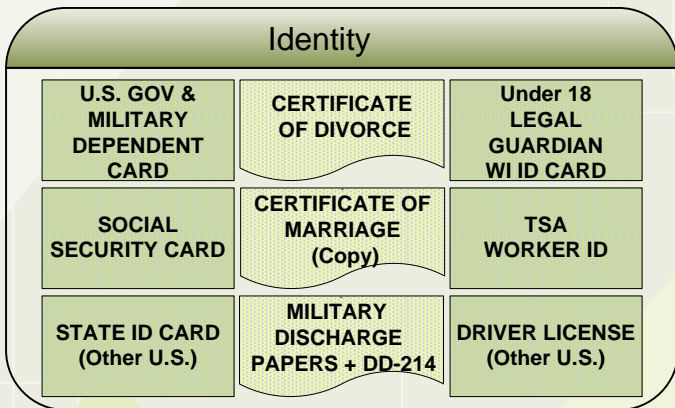 Identity
U.S. GOV &
MILITARY
DEPENDENT
CARD
CERTIFICATE
OF DIVORCE
Under 18
LEGAL
GUARDIAN
WI ID CARD
SOCIAL
SECURITY CARD
CERTIFICATE OF
MARRIAGE
(Copy)
TSA
WORKER ID
STATE ID CARD
(Other U.S.)
MILITARY
DISCHARGE
PAPERS + DD-214
DRIVER LICENSE
(Other U.S.)